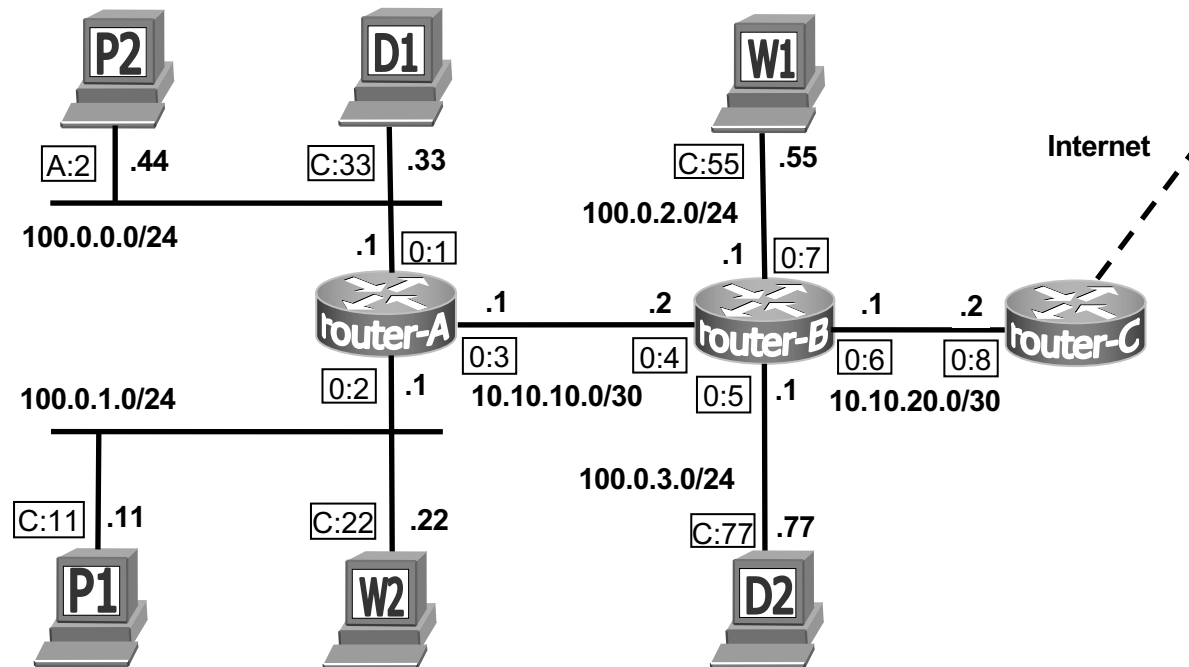 P2
D1
W1
A:2
.44
C:33
.33
C:55
.55
Internet
100.0.0.0/24
100.0.2.0/24
.1
0:1
.1
0:7
router-A
.1
.2
router-B
.1
.2
router-C
0:3
0:4
0:6
0:8
0:2
.1
0:5
.1
100.0.1.0/24
10.10.10.0/30
10.10.20.0/30
100.0.3.0/24
C:11
.11
C:22
.22
C:77
.77
P1
W2
D2